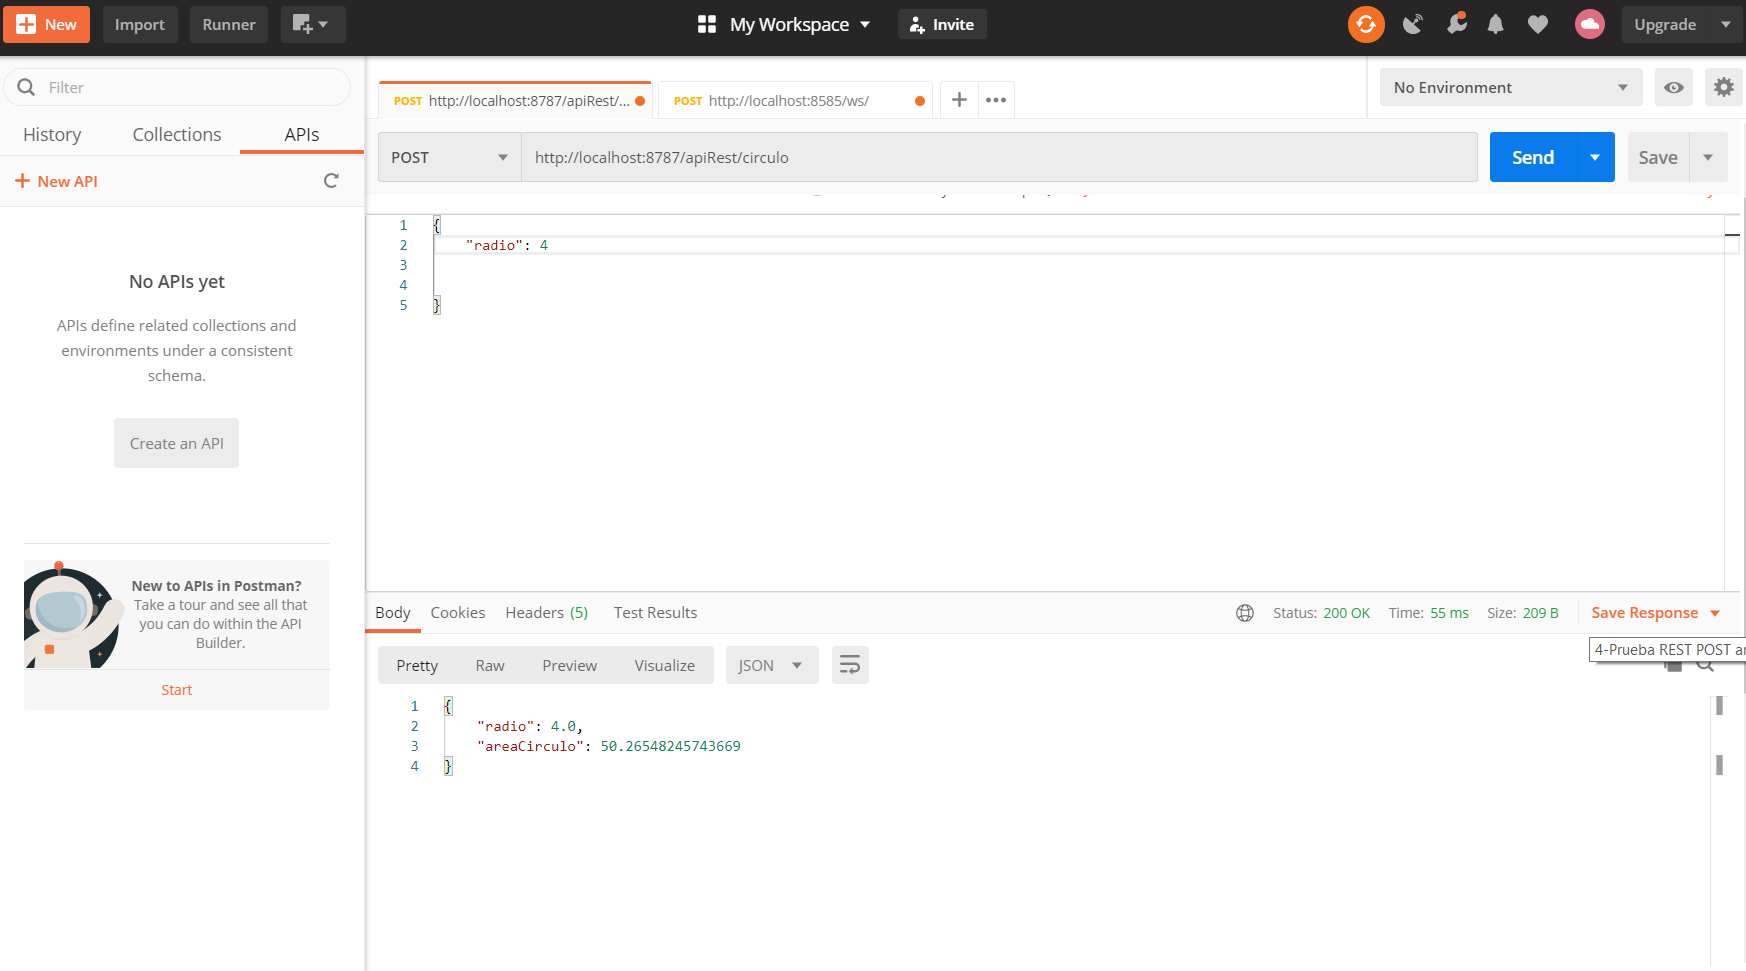 New
Import
Runner
My Workspace
Invite
Upgrade
Filter
History
Collections
APIs
New API
No APIs yet
APIs define related collections and
environments under a consistent
schema.
Create an API
New to APIs in Postman?
Take a tour and see all that
you can do within the API
Builder.
Start
POST http://localhost:8787/apiRest/...
POST http://localhost:8585/ws/
No Environment
POST
http://localhost:8787/apiRest/circulo
Send
Save
1 {
2 "radio": 4
3
4
5 }
Body
Cookies
Headers (5)
Test Results
Status: 200 OK
Time: 55 ms
Size: 209 B
Save Response
4-Prueba REST POST ar
Pretty
Raw
Preview
Visualize
JSON
1 {
2 "radio": 4.0,
3 "areaCirculo": 50.26548245743669
4 }